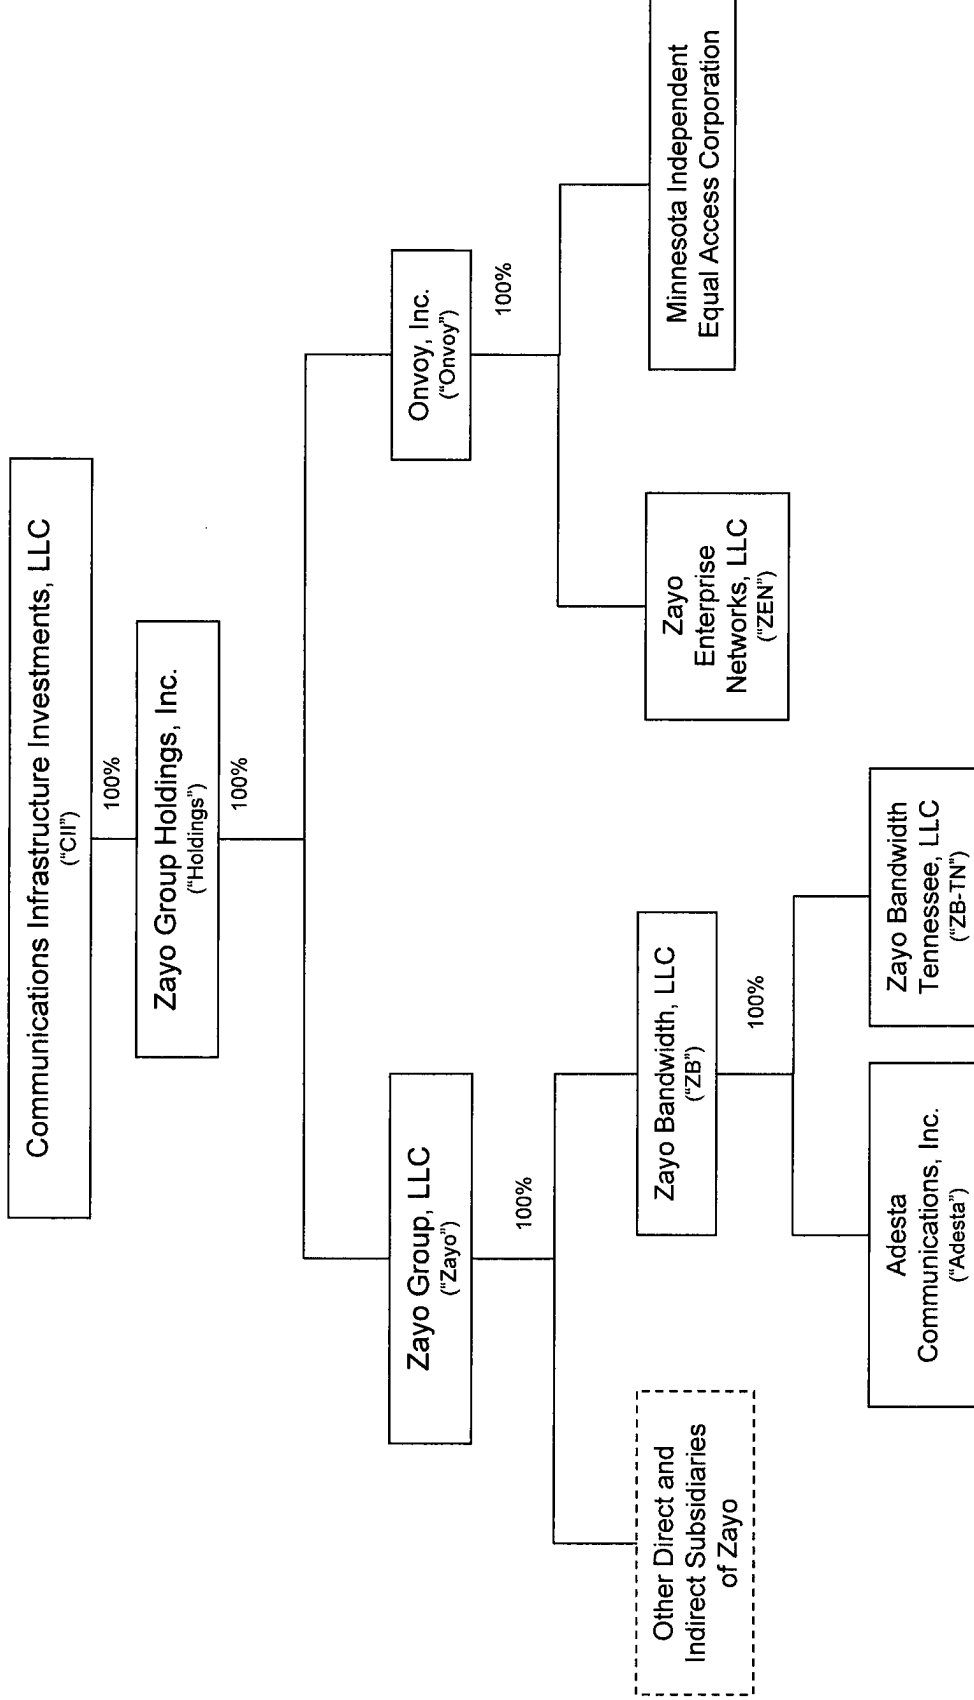 Communications Infrastructure Investments, LLC
("CII")
100%
Zayo Group Holdings, Inc.
("Holdings")
100%
Zayo Group, LLC
("Zayo")
100%
Onvoy, Inc.
("Onvoy")
100%
Other Direct and
Indirect Subsidiaries
of Zayo
Zayo Bandwidth, LLC
("ZB")
100%
Zayo
Enterprise
Networks, LLC
("ZEN")
Minnesota Independent
Equal Access Corporation
Adesta
Communications, Inc.
("Adesta")
Zayo Bandwidth
Tennessee, LLC
("ZB-TN")